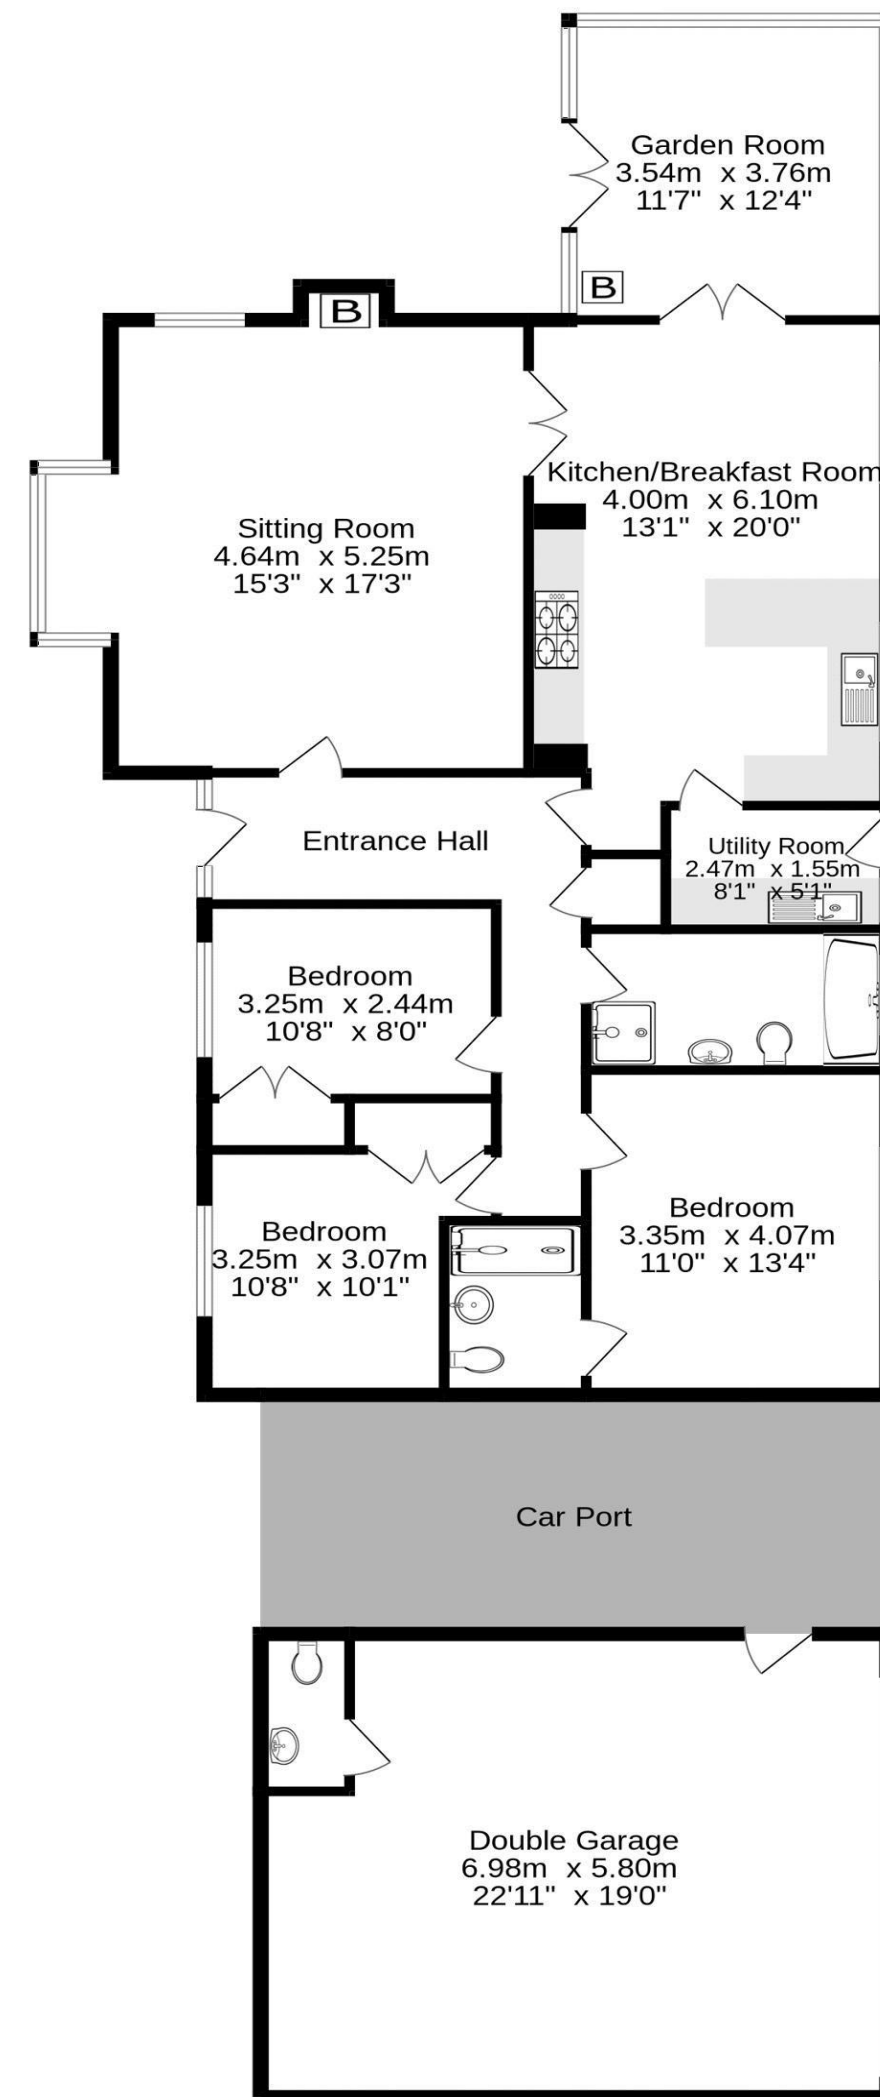 Garden Room
3.54m x 3.76m
11'7" x 12'4"
B
B
Kitchen/Breakfast Room
4.00m x 6.10m
13'1" x 20'0"
Sitting Room
4.64m x 5.25m
15'3" x 17'3"
Entrance Hall
Utility Room
2.47m x 1.55m
8'1" x 5'1"
Bedroom
3.25m x 2.44m
10'8" x 8'0"
Bedroom
3.35m x 4.07m
11'0" x 13'4"
Bedroom
3.25m x 3.07m
10'8" x 10'1"
Car Port
Double Garage
6.98m x 5.80m
22'11" x 19'0"